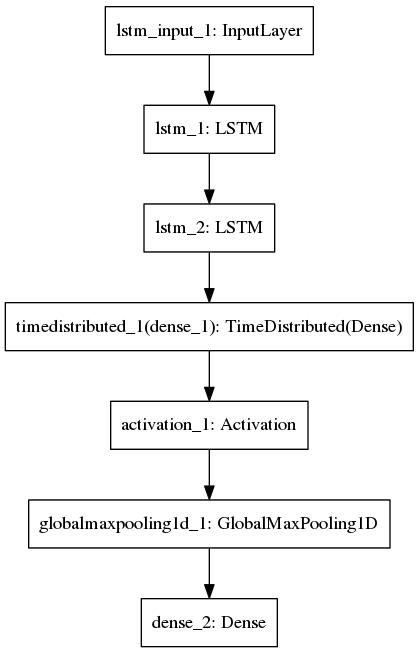 lstm_input_1: InputLayer
lstm_1: LSTM
lstm_2: LSTM
timedistributed_1(dense_1): TimeDistributed(Dense)
activation_1: Activation
globalmaxpooling1d_1: GlobalMaxPooling1D
dense_2: Dense